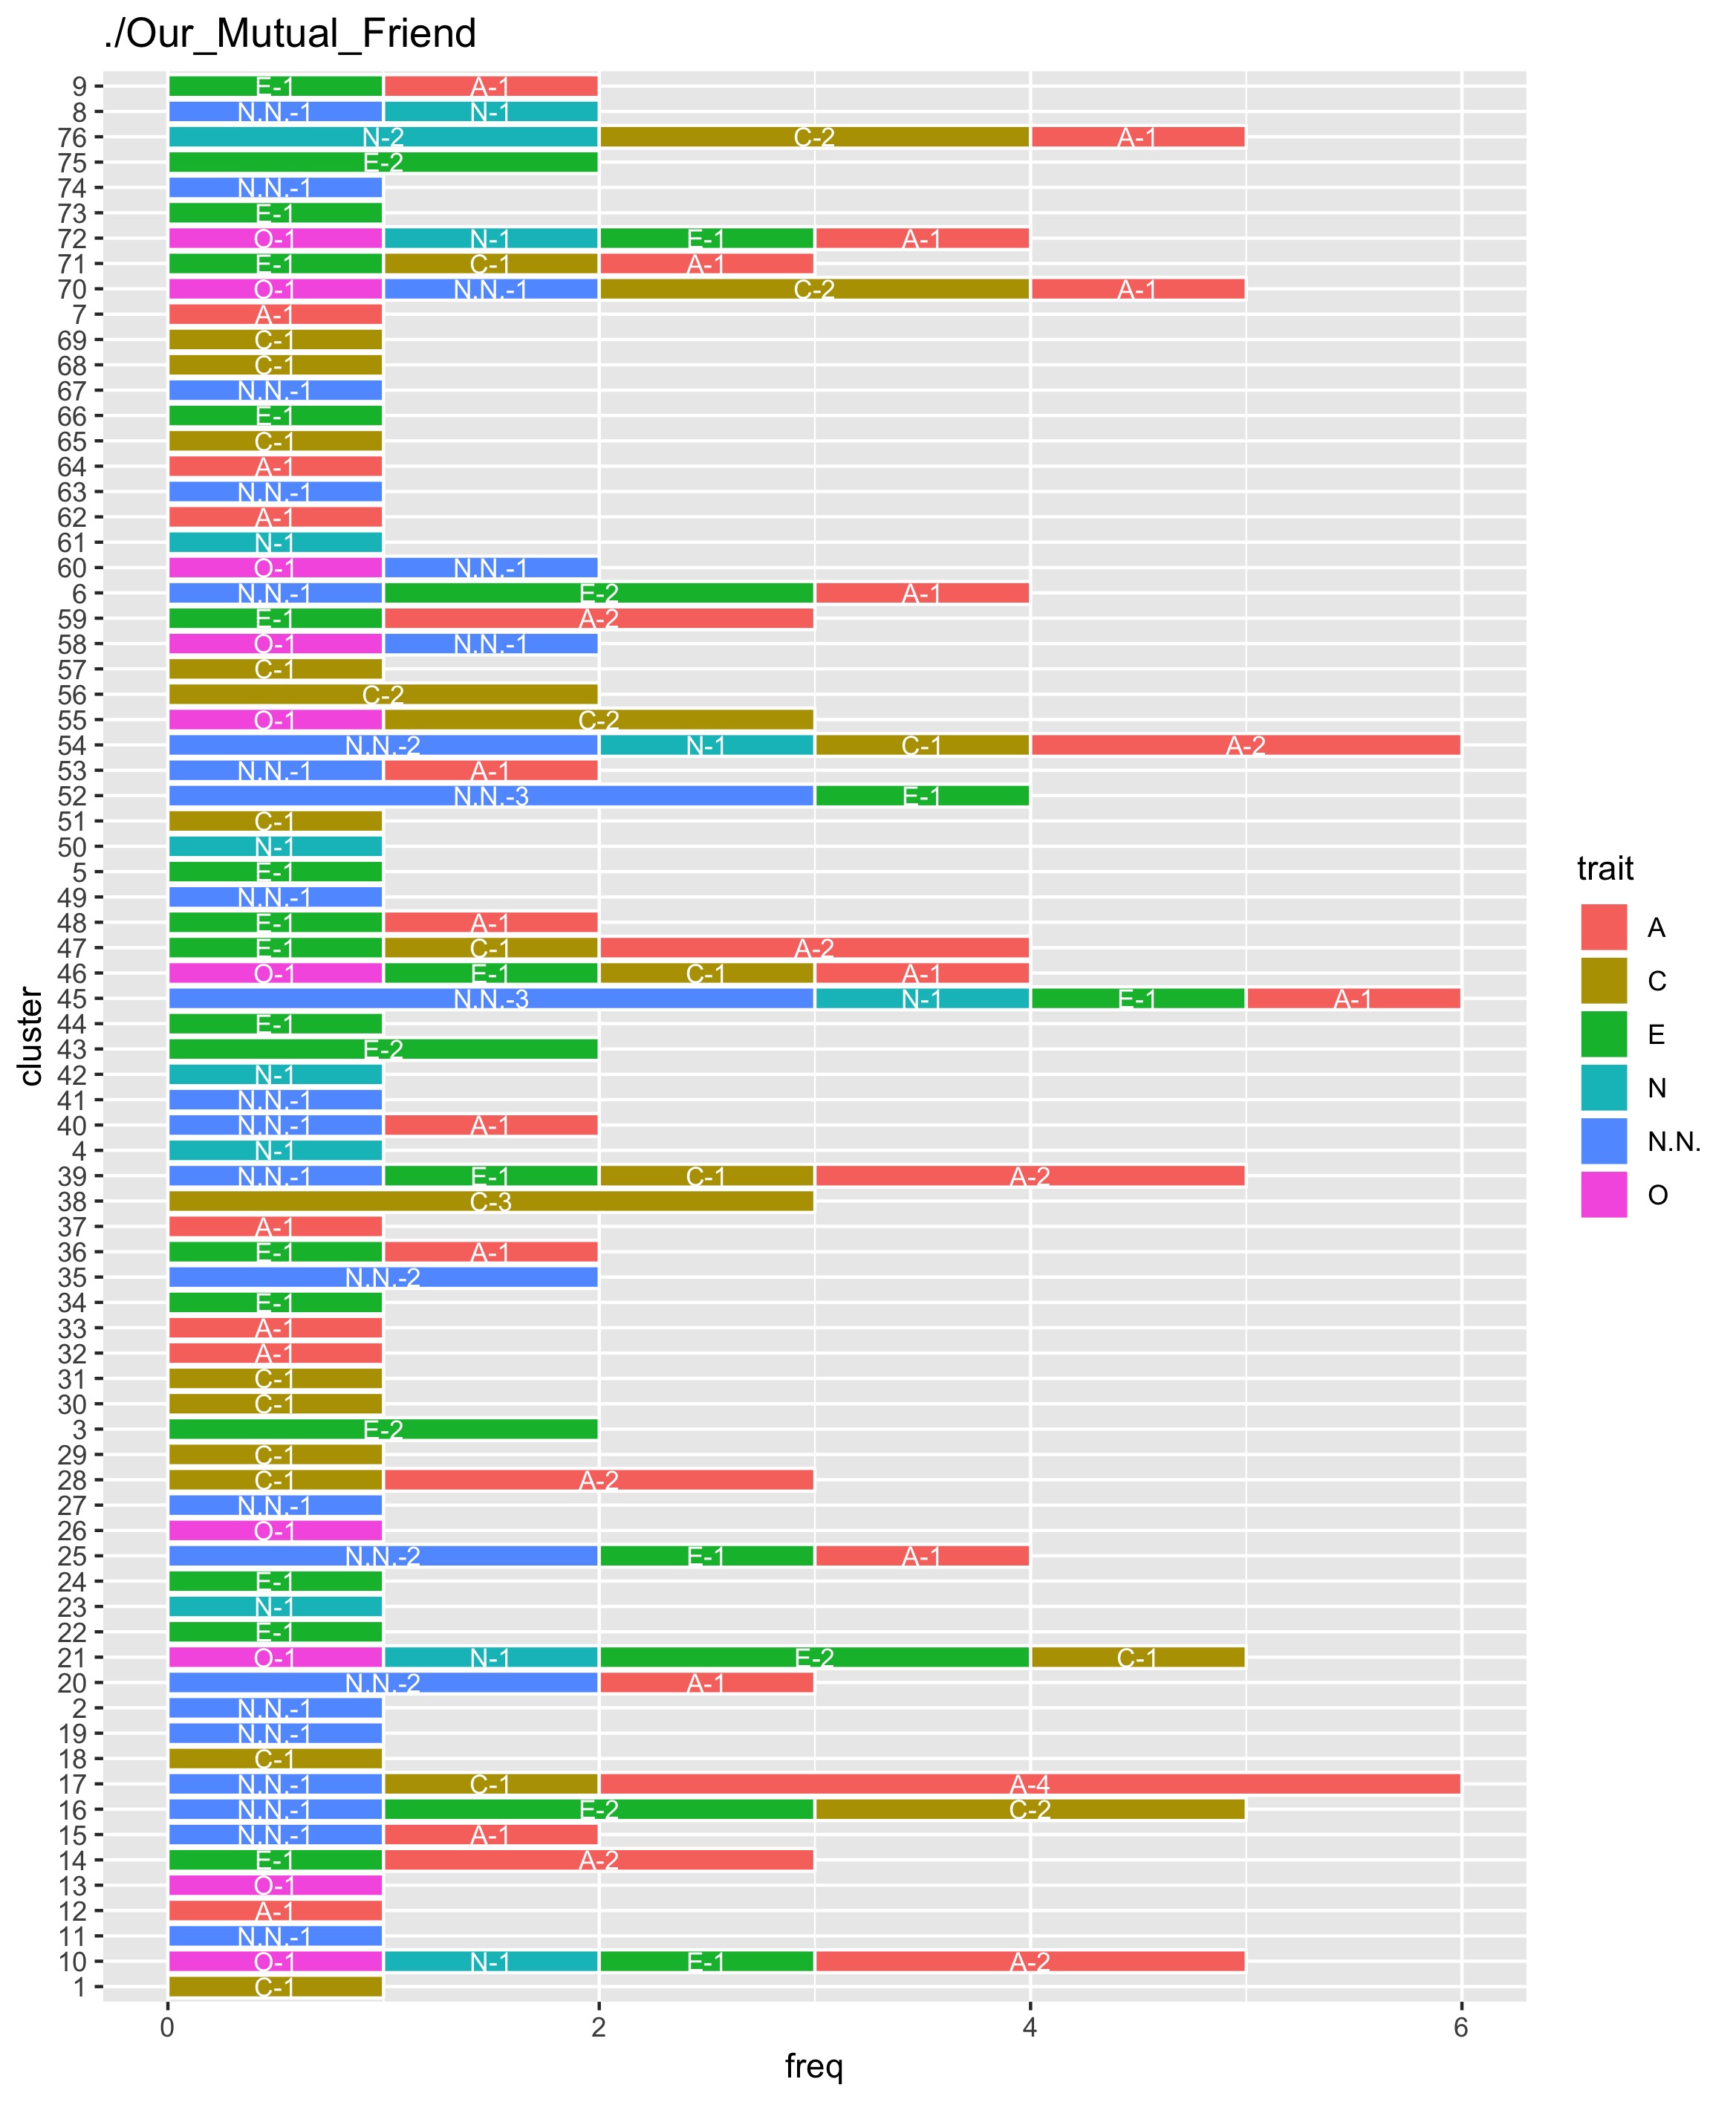 ./Our_Mutual_Friend
9 E-1 A-1
8 N.N.-1 N-1
76 N-2 C-2 A-1
75 E-2
74 N.N.-1
73 E-1
72 O-1 N-1 E-1 A-1
71 E-1 C-1 A-1
70 O-1 N.N.-1 C-2 A-1
7 A-1
69 C-1
68 C-1
67 N.N.-1
66 E-1
65 C-1
64 A-1
63 N.N.-1
62 A-1
61 N-1
60 O-1 N.N.-1
6 N.N.-1 E-2 A-1
59 E-1 A-2
58 O-1 N.N.-1
57 C-1
56 C-2
55 O-1 C-2
54 N.N.-2 N-1 C-1 A-2
53 N.N.-1 A-1
52 N.N.-3 E-1
51 C-1
50 N-1
5 E-1
49 N.N.-1
48 E-1 A-1
47 E-1 C-1 A-2
46 O-1 E-1 C-1 A-1
45 N.N.-3 N-1 E-1 A-1
44 E-1
43 E-2
42 N-1
41 N.N.-1
40 N.N.-1 A-1
4 N-1
39 N.N.-1 E-1 C-1 A-2
38 C-3
37 A-1
36 E-1 A-1
35 N.N.-2
34 E-1
33 A-1
32 A-1
31 C-1
30 C-1
3 E-2
29 C-1
28 C-1 A-2
27 N.N.-1
26 O-1
25 N.N.-2 E-1 A-1
24 E-1
23 N-1
22 E-1
21 O-1 N-1 E-2 C-1
20 N.N.-2 A-1
2 N.N.-1
19 N.N.-1
18 C-1
17 N.N.-1 C-1 A-4
16 N.N.-1 E-2 C-2
15 N.N.-1 A-1
14 E-1 A-2
13 O-1
12 A-1
11 N.N.-1
10 O-1 N-1 E-1 A-2
1 C-1
0 2 4 6
freq
cluster
trait
A
C
E
N
N.N.
O